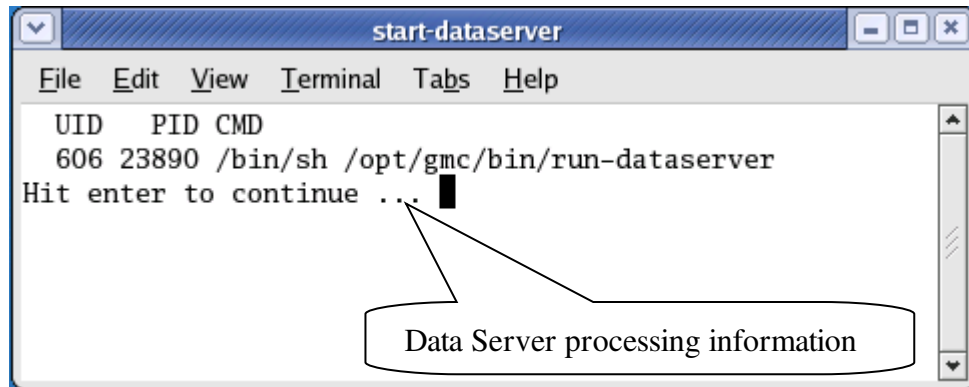 start-dataserver
File Edit View Terminal Tabs Help
UID PID CMD
606 23890 /bin/sh /opt/gmc/bin/run-dataserver
Hit enter to continue ...
Data Server processing information